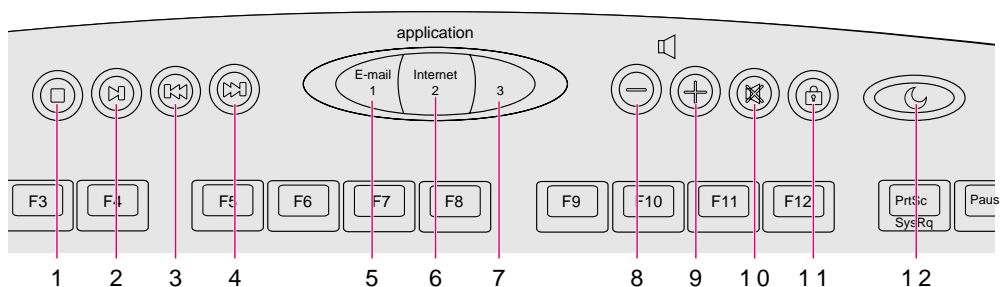 application
E-mail Internet
1 2 3
F3 F4 F5 F6 F7 F8 F9 F10 F11 F12 PrtSc Paus
SysRq
1 2 3 4 5 6 7 8 9 10 11 12